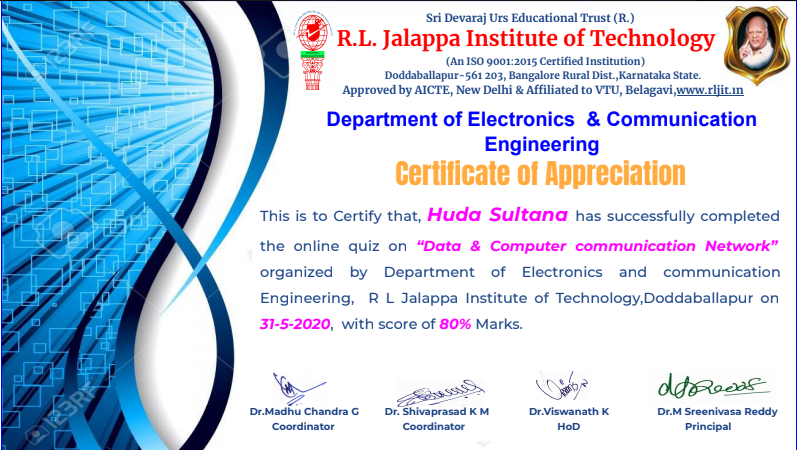 Sri Devaraj Urs Educational Trust (R.)
R.L. Jalappa Institute of Technology
(An ISO 9001:2015 Certified Institution)
Doddaballapur-561 203, Bangalore Rural Dist.,Karnataka State.
Approved by AICTE, New Delhi & Affiliated to VTU, Belagavi,www.rljit.in
Department of Electronics & Communication
Engineering
Certificate of Appreciation
This is to Certify that, Huda Sultana has successfully completed
the online quiz on “Data & Computer communication Network”
organized by Department of Electronics and communication
Engineering, R L Jalappa Institute of Technology,Doddaballapur on
31-5-2020, with score of 80% Marks.
Dr.Madhu Chandra G
Coordinator
Dr. Shivaprasad K M
Coordinator
Dr.Viswanath K
HoD
Dr.M Sreenivasa Reddy
Principal
123RF